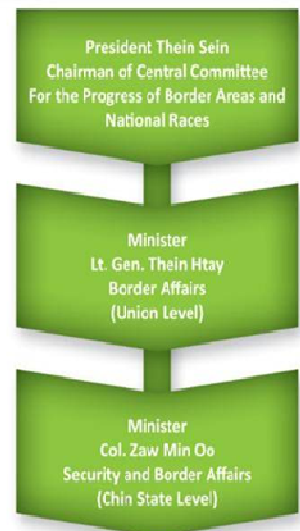 President Thein Sein
Chairman of Central Committee
For the Progress of Border Areas and
National Races
Minister
Lt. Gen. Thein Htay
Border Affairs
(Union Level)
Minister
Col. Zaw Min Oo
Security and Border Affairs
(Chin State Level)